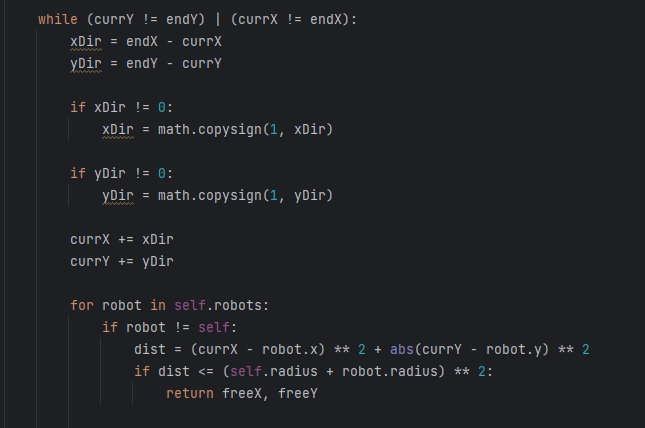 while (currY != endY) | (currX != endX):
    xDir = endX - currX
    yDir = endY - currY
    if xDir != 0:
        xDir = math.copysign(1, xDir)
    if yDir != 0:
        yDir = math.copysign(1, yDir)
    currX += xDir
    currY += yDir
    for robot in self.robots:
        if robot != self:
            dist = (currX - robot.x) ** 2 + abs(currY - robot.y) ** 2
            if dist <= (self.radius + robot.radius) ** 2:
                return freeX, freeY